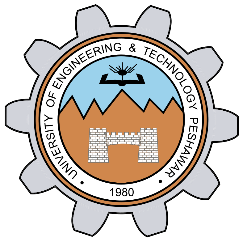 UNIVERSITY OF ENGINEERING & TECHNOLOGY PESHAWAR
1980